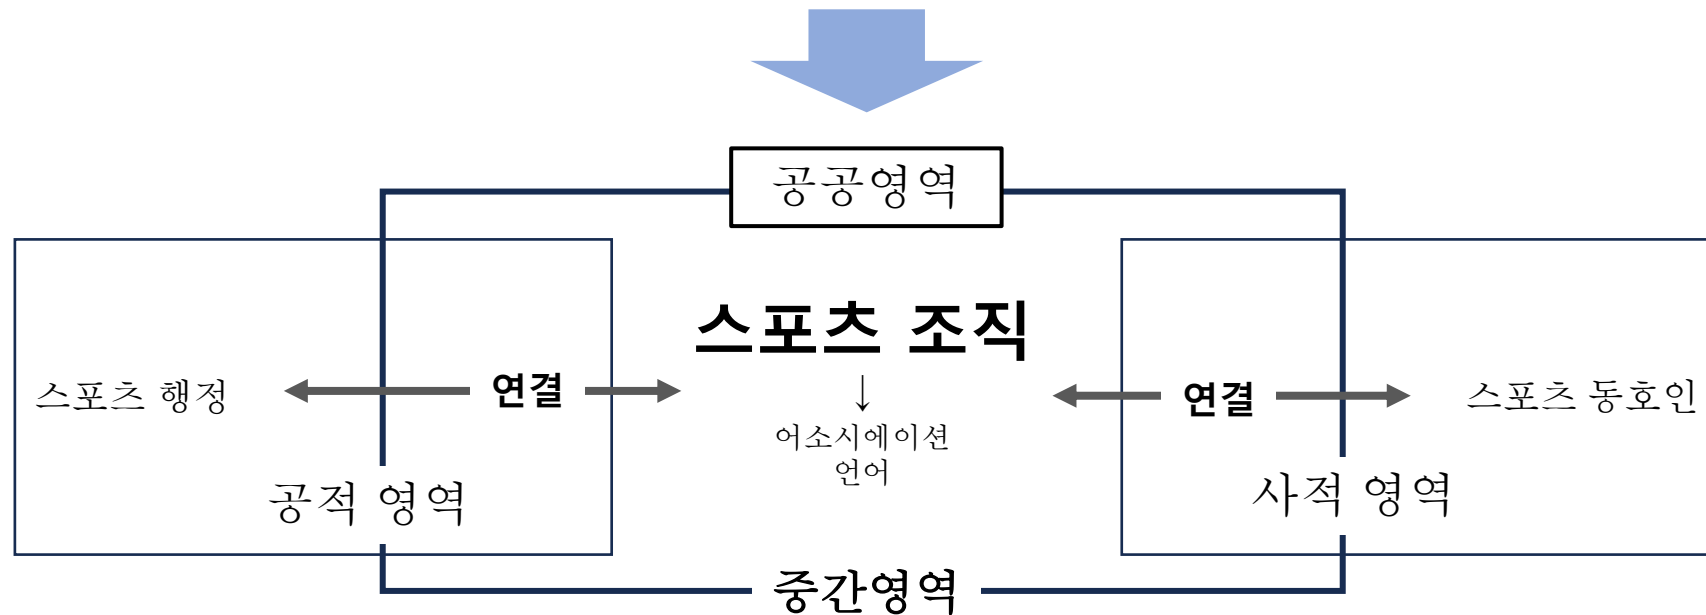 공공영역
스포츠 조직
스포츠 행정
연결
연결
스포츠 동호인
어소시에이션
언어
공적 영역
사적 영역
중간영역